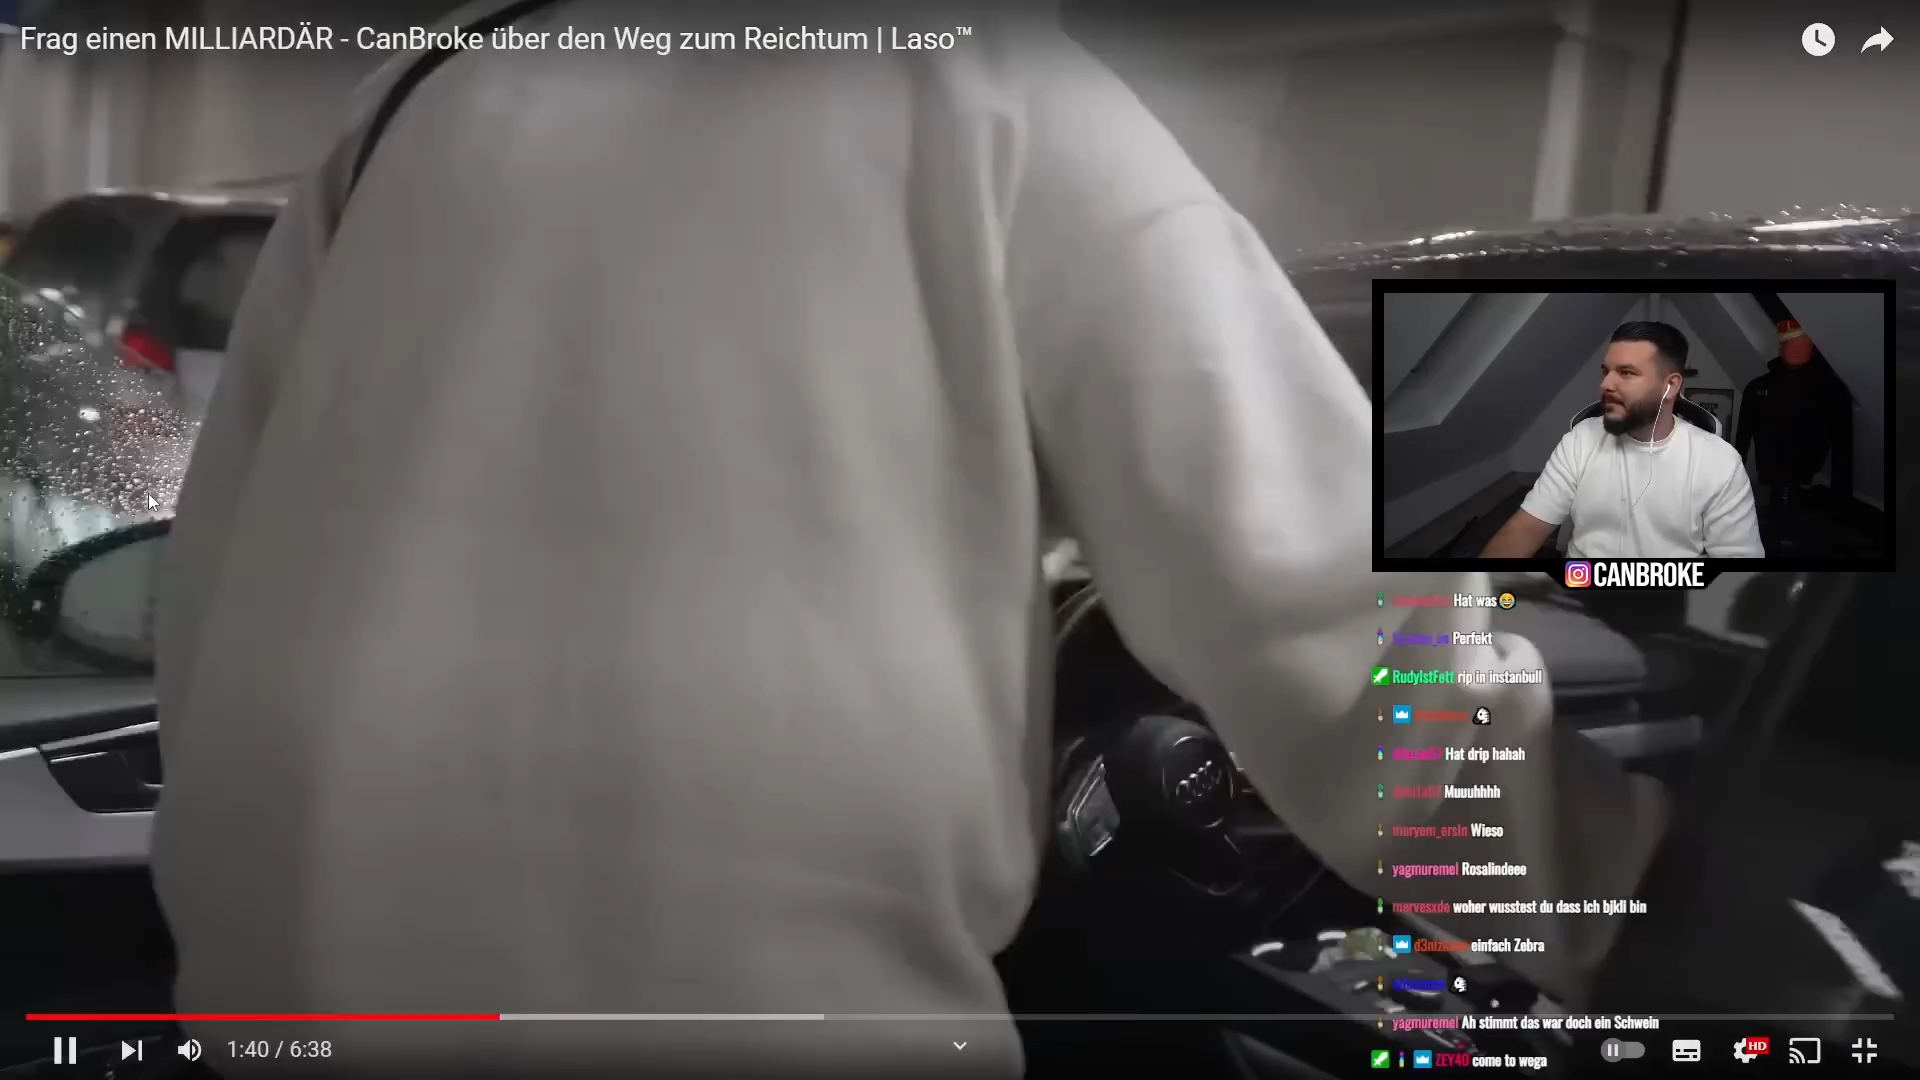 Frag einen MILLIARDÄR - CanBroke über den Weg zum Reichtum | Laso™
CANBROKE
Hat was😂
Perfekt
RudyIstFett rip in instanbull
Hat drip hahah
Muuuhhhh
meryem_ersin Wieso
yagmuremel Rosalindeee
mervesxde woher wusstest du dass ich bjkli bin
einfach Zebra
yagmuremel Ah stimmt das war doch ein Schwein
ZEY40 come to wega
1:40 / 6:38
HD